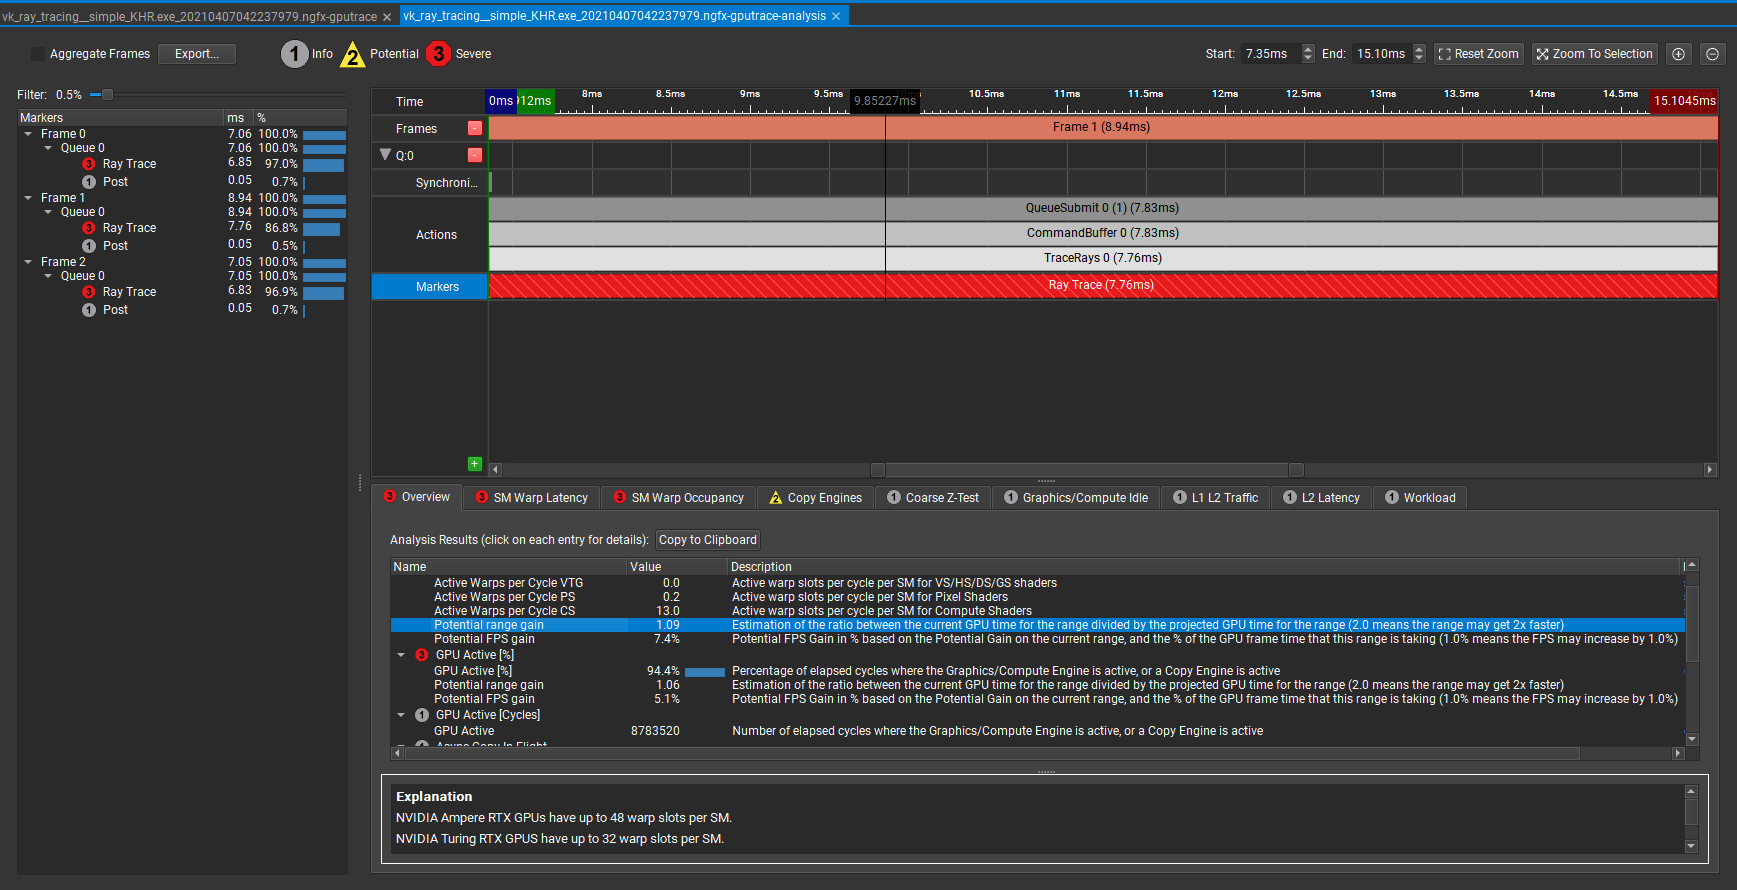 vk_ray_tracing__simple_KHR.exe_20210407042237979.ngfx-gputrace vk_ray_tracing__simple_KHR.exe_20210407042237979.ngfx-gputrace-analysis
Aggregate Frames Export... 1 Info 2 Potential 3 Severe Start: 7.35ms End: 15.10ms Reset Zoom Zoom To Selection
Filter: 0.5%
Markers ms %
Frame 0 7.06 100.0%
Queue 0 7.06 100.0%
3 Ray Trace 6.85 97.0%
1 Post 0.05 0.7%
Frame 1 8.94 100.0%
Queue 0 8.94 100.0%
3 Ray Trace 7.76 86.8%
1 Post 0.05 0.5%
Frame 2 7.05 100.0%
Queue 0 7.05 100.0%
3 Ray Trace 6.83 96.9%
1 Post 0.05 0.7%
Time 0ms 12ms 8ms 8.5ms 9ms 9.5ms 9.85227ms 10.5ms 11ms 11.5ms 12ms 12.5ms 13ms 13.5ms 14ms 14.5ms 15.1045ms
Frames - Frame 1 (8.94ms)
Q:0 -
Synchroni...
Actions
QueueSubmit 0 (1) (7.83ms)
CommandBuffer 0 (7.83ms)
TraceRays 0 (7.76ms)
Markers Ray Trace (7.76ms)
+
3 Overview 3 SM Warp Latency 3 SM Warp Occupancy 2 Copy Engines 1 Coarse Z-Test 1 Graphics/Compute Idle 1 L1 L2 Traffic 1 L2 Latency 1 Workload
Analysis Results (click on each entry for details): Copy to Clipboard
Name Value Description
Active Warps per Cycle VTG 0.0 Active warp slots per cycle per SM for VS/HS/DS/GS shaders
Active Warps per Cycle PS 0.2 Active warp slots per cycle per SM for Pixel Shaders
Active Warps per Cycle CS 13.0 Active warp slots per cycle per SM for Compute Shaders
Potential range gain 1.09 Estimation of the ratio between the current GPU time for the range divided by the projected GPU time for the range (2.0 means the range may get 2x faster)
Potential FPS gain 7.4% Potential FPS Gain in % based on the Potential Gain on the current range, and the % of the GPU frame time that this range is taking (1.0% means the FPS may increase by 1.0%)
3 GPU Active [%]
GPU Active [%] 94.4% Percentage of elapsed cycles where the Graphics/Compute Engine is active, or a Copy Engine is active
Potential range gain 1.06 Estimation of the ratio between the current GPU time for the range divided by the projected GPU time for the range (2.0 means the range may get 2x faster)
Potential FPS gain 5.1% Potential FPS Gain in % based on the Potential Gain on the current range, and the % of the GPU frame time that this range is taking (1.0% means the FPS may increase by 1.0%)
1 GPU Active [Cycles]
GPU Active 8783520 Number of elapsed cycles where the Graphics/Compute Engine is active, or a Copy Engine is active
Async Copy In Flight
Explanation
NVIDIA Ampere RTX GPUs have up to 48 warp slots per SM.
NVIDIA Turing RTX GPUS have up to 32 warp slots per SM.